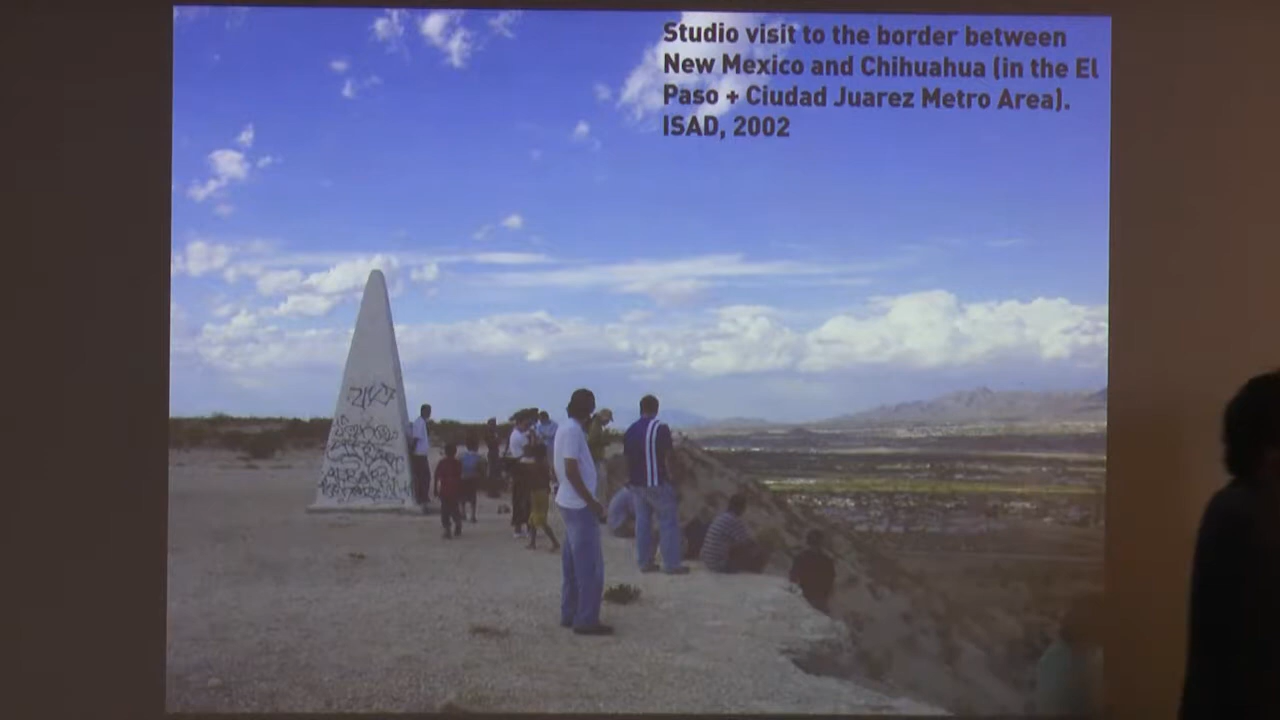 Studio visit to the border between
New Mexico and Chihuahua (in the El
Paso + Ciudad Juarez Metro Area).
ISAD, 2002